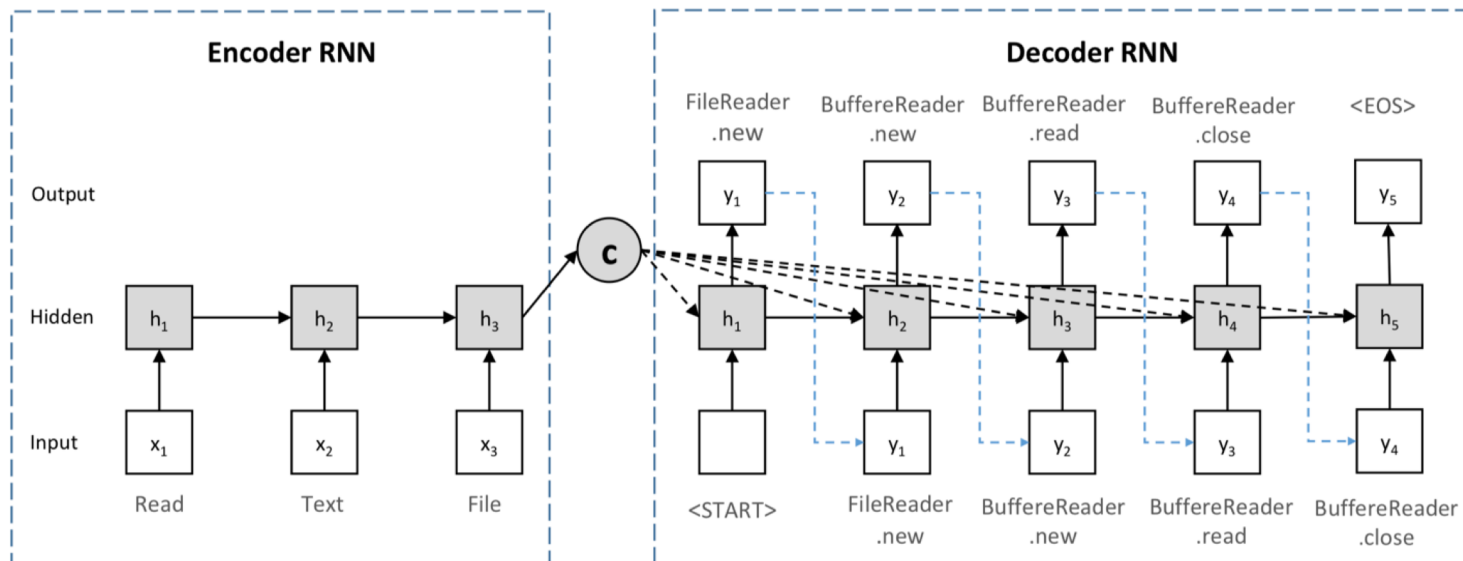 Encoder RNN
Decoder RNN
FileReader
.new
BuffereReader
.new
BuffereReader
.read
BuffereReader
.close
<EOS>
Output
y1
y2
y3
y4
y5
c
Hidden
h1
h2
h3
h1
h2
h3
h4
h5
Input
x1
x2
x3
y1
y2
y3
y4
Read
Text
File
<START>
FileReader
.new
BuffereReader
.new
BuffereReader
.read
BuffereReader
.close